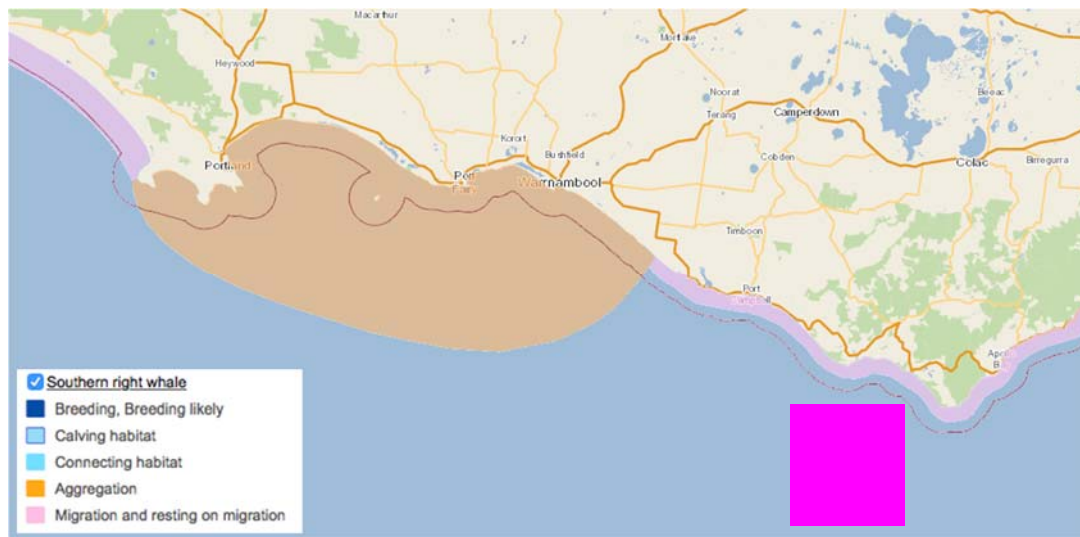 Macarthur
Mortlake
Heywood
Noorat
Beeac
Camperdown
Terang
Koroit
Bushfield
Cobden
Colac
Birregurra
Portland
Port
Fairy
Warrnambool
Timboon
Port
Campbell
Apollo
B
Southern right whale
Breeding, Breeding likely
Calving habitat
Connecting habitat
Aggregation
Migration and resting on migration